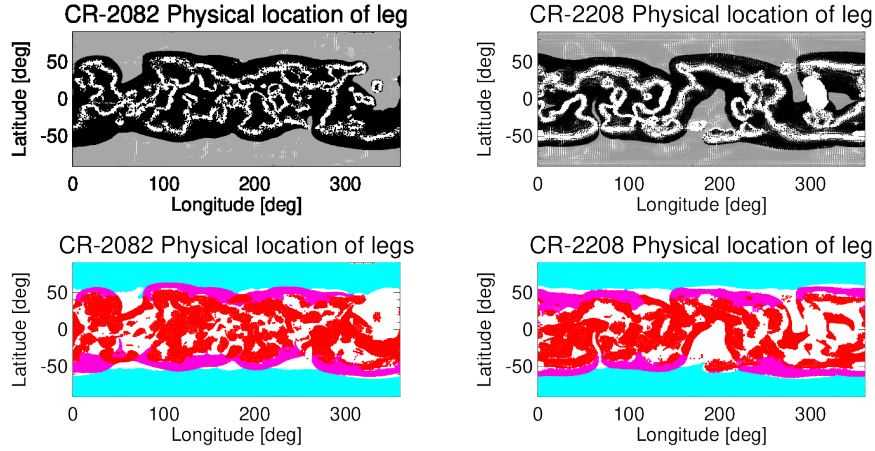 CR-2082 Physical location of leg
Latitude [deg]
50
0
-50
0
100
200
300
Longitude [deg]
CR-2208 Physical location of leg
Latitude [deg]
50
0
-50
0
100
200
300
Longitude [deg]
CR-2082 Physical location of legs
Latitude [deg]
50
0
-50
0
100
200
300
Longitude [deg]
CR-2208 Physical location of leg
Latitude [deg]
50
0
-50
0
100
200
300
Longitude [deg]